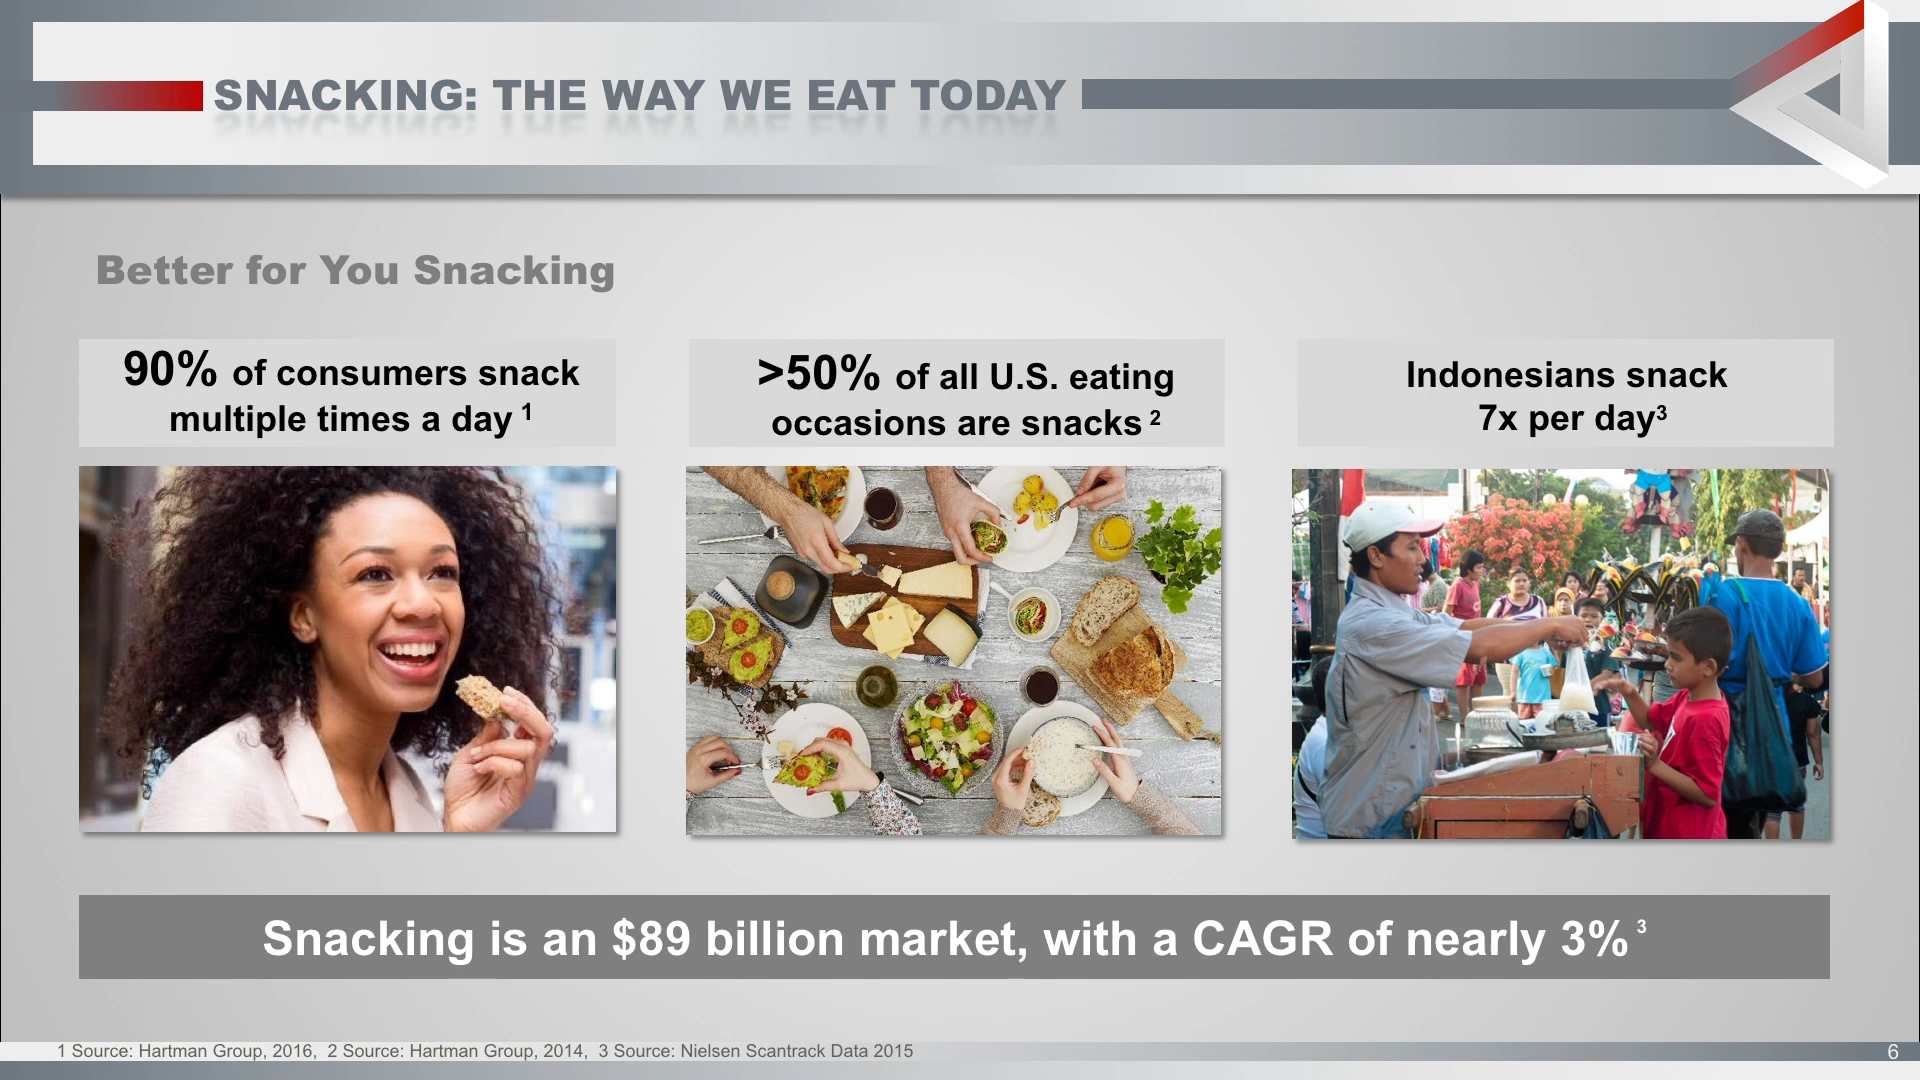 SNACKING: THE WAY WE EAT TODAY
Better for You Snacking
90% of consumers snack
multiple times a day 1
>50% of all U.S. eating
occasions are snacks 2
Indonesians snack
7x per day3
Snacking is an $89 billion market, with a CAGR of nearly 3% 3
1 Source: Hartman Group, 2016,  2 Source: Hartman Group, 2014,  3 Source: Nielsen Scantrack Data 2015
6